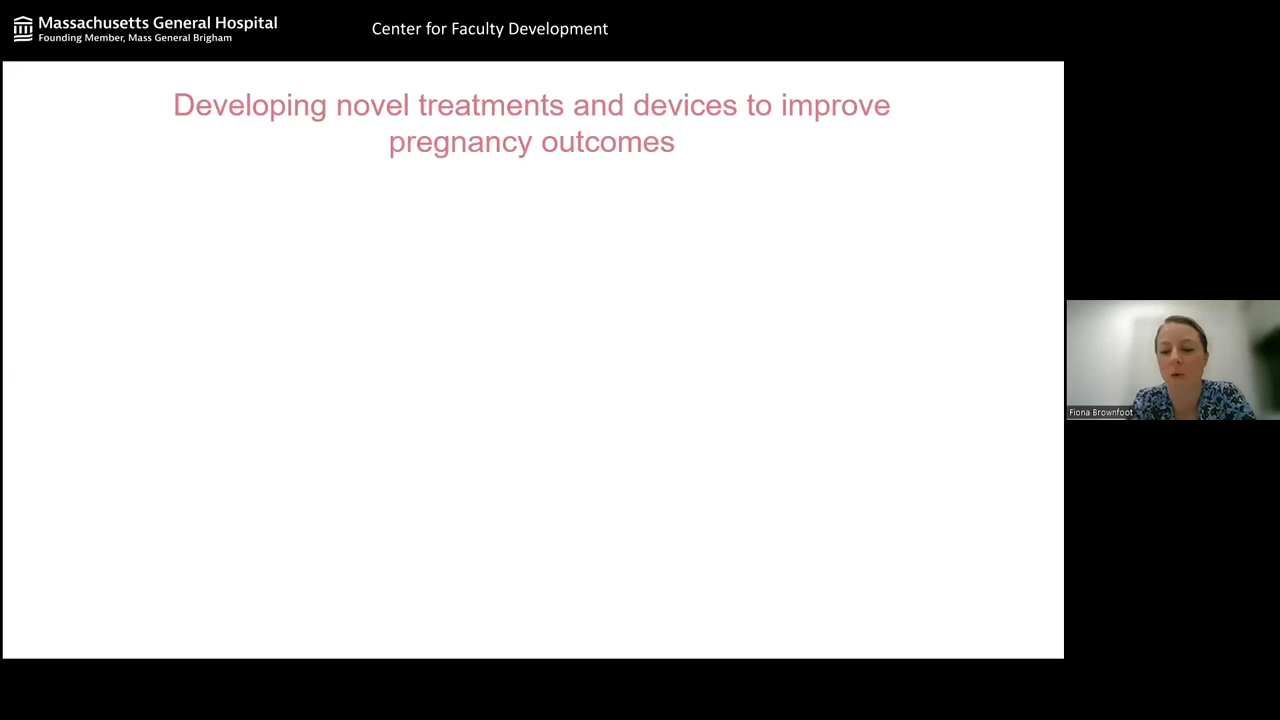 Massachusetts General Hospital
Founding Member, Mass General Brigham
Center for Faculty Development
Developing novel treatments and devices to improve
pregnancy outcomes
Fiona Brownfoot